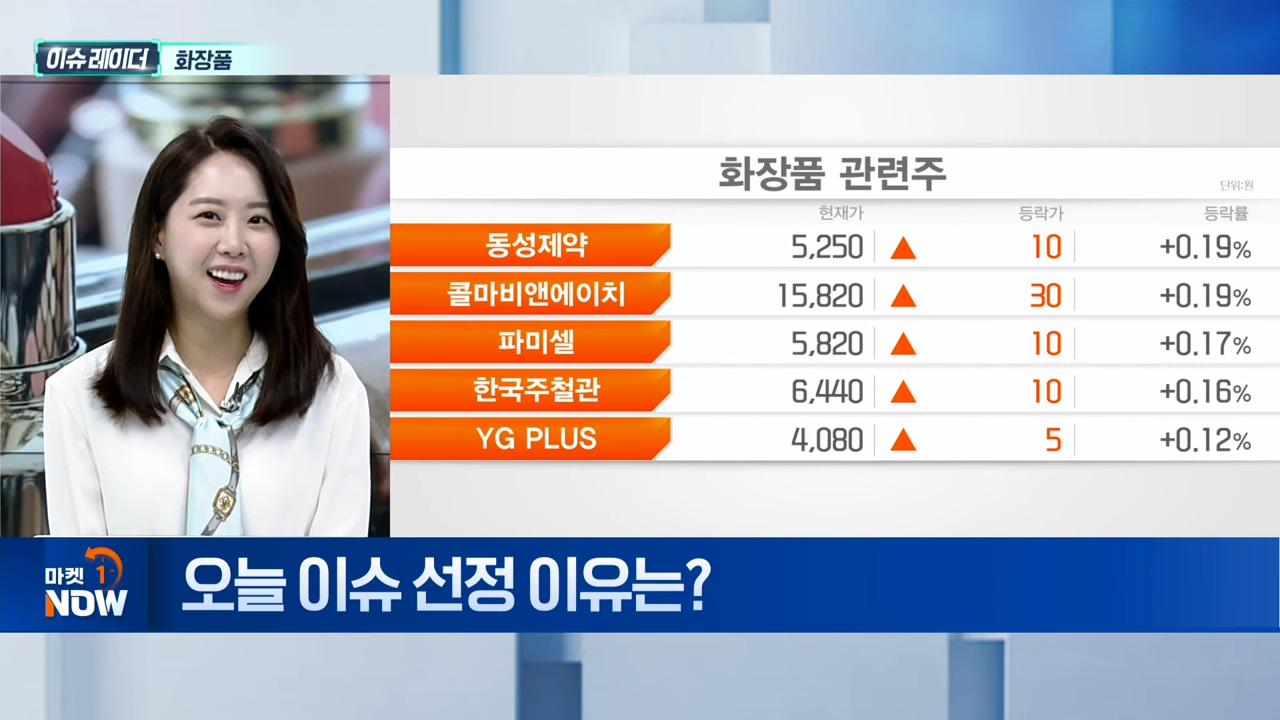 이슈 레이더 화장품
화장품 관련주
단위:원
현재가 등락가 등락률
동성제약 5,250 ▲ 10 +0.19%
콜마비앤에이치 15,820 ▲ 30 +0.19%
파미셀 5,820 ▲ 10 +0.17%
한국주철관 6,440 ▲ 10 +0.16%
YG PLUS 4,080 ▲ 5 +0.12%
마켓 1
NOW
오늘 이슈 선정 이유는?